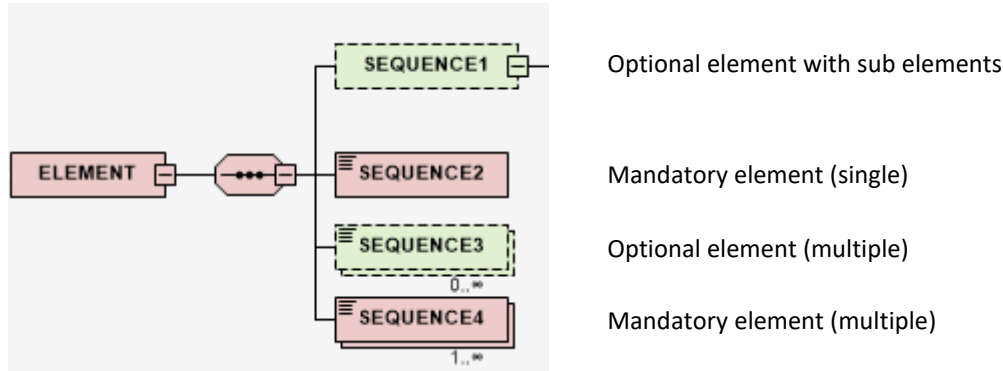 SEQUENCE1 Optional element with sub elements
ELEMENT SEQUENCE2 Mandatory element (single)
SEQUENCE3 Optional element (multiple)
0..∞
SEQUENCE4 Mandatory element (multiple)
1..∞